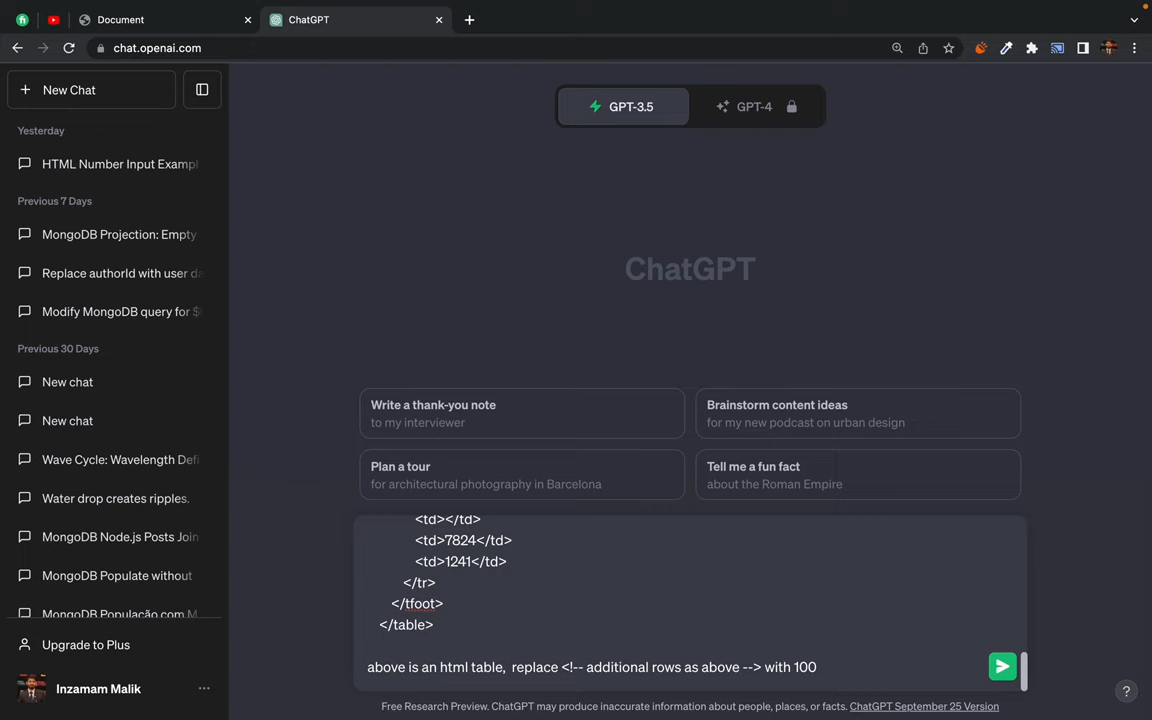 Document
ChatGPT
chat.openai.com
New Chat
GPT-3.5
GPT-4
Yesterday
HTML Number Input Exampl
Previous 7 Days
MongoDB Projection: Empty
Replace authorId with user da
Modify MongoDB query for $
Previous 30 Days
New chat
New chat
Wave Cycle: Wavelength Defi
Water drop creates ripples.
MongoDB Node.js Posts Join
MongoDB Populate without
MongoDB População com M
Upgrade to Plus
Inzamam Malik
ChatGPT
Write a thank-you note
to my interviewer
Brainstorm content ideas
for my new podcast on urban design
Plan a tour
for architectural photography in Barcelona
Tell me a fun fact
about the Roman Empire
<td></td>
<td>7824</td>
<td>1241</td>
</tr>
</tfoot>
</table>
above is an html table,  replace <!-- additional rows as above --> with 100
Free Research Preview. ChatGPT may produce inaccurate information about people, places, or facts. ChatGPT September 25 Version
?